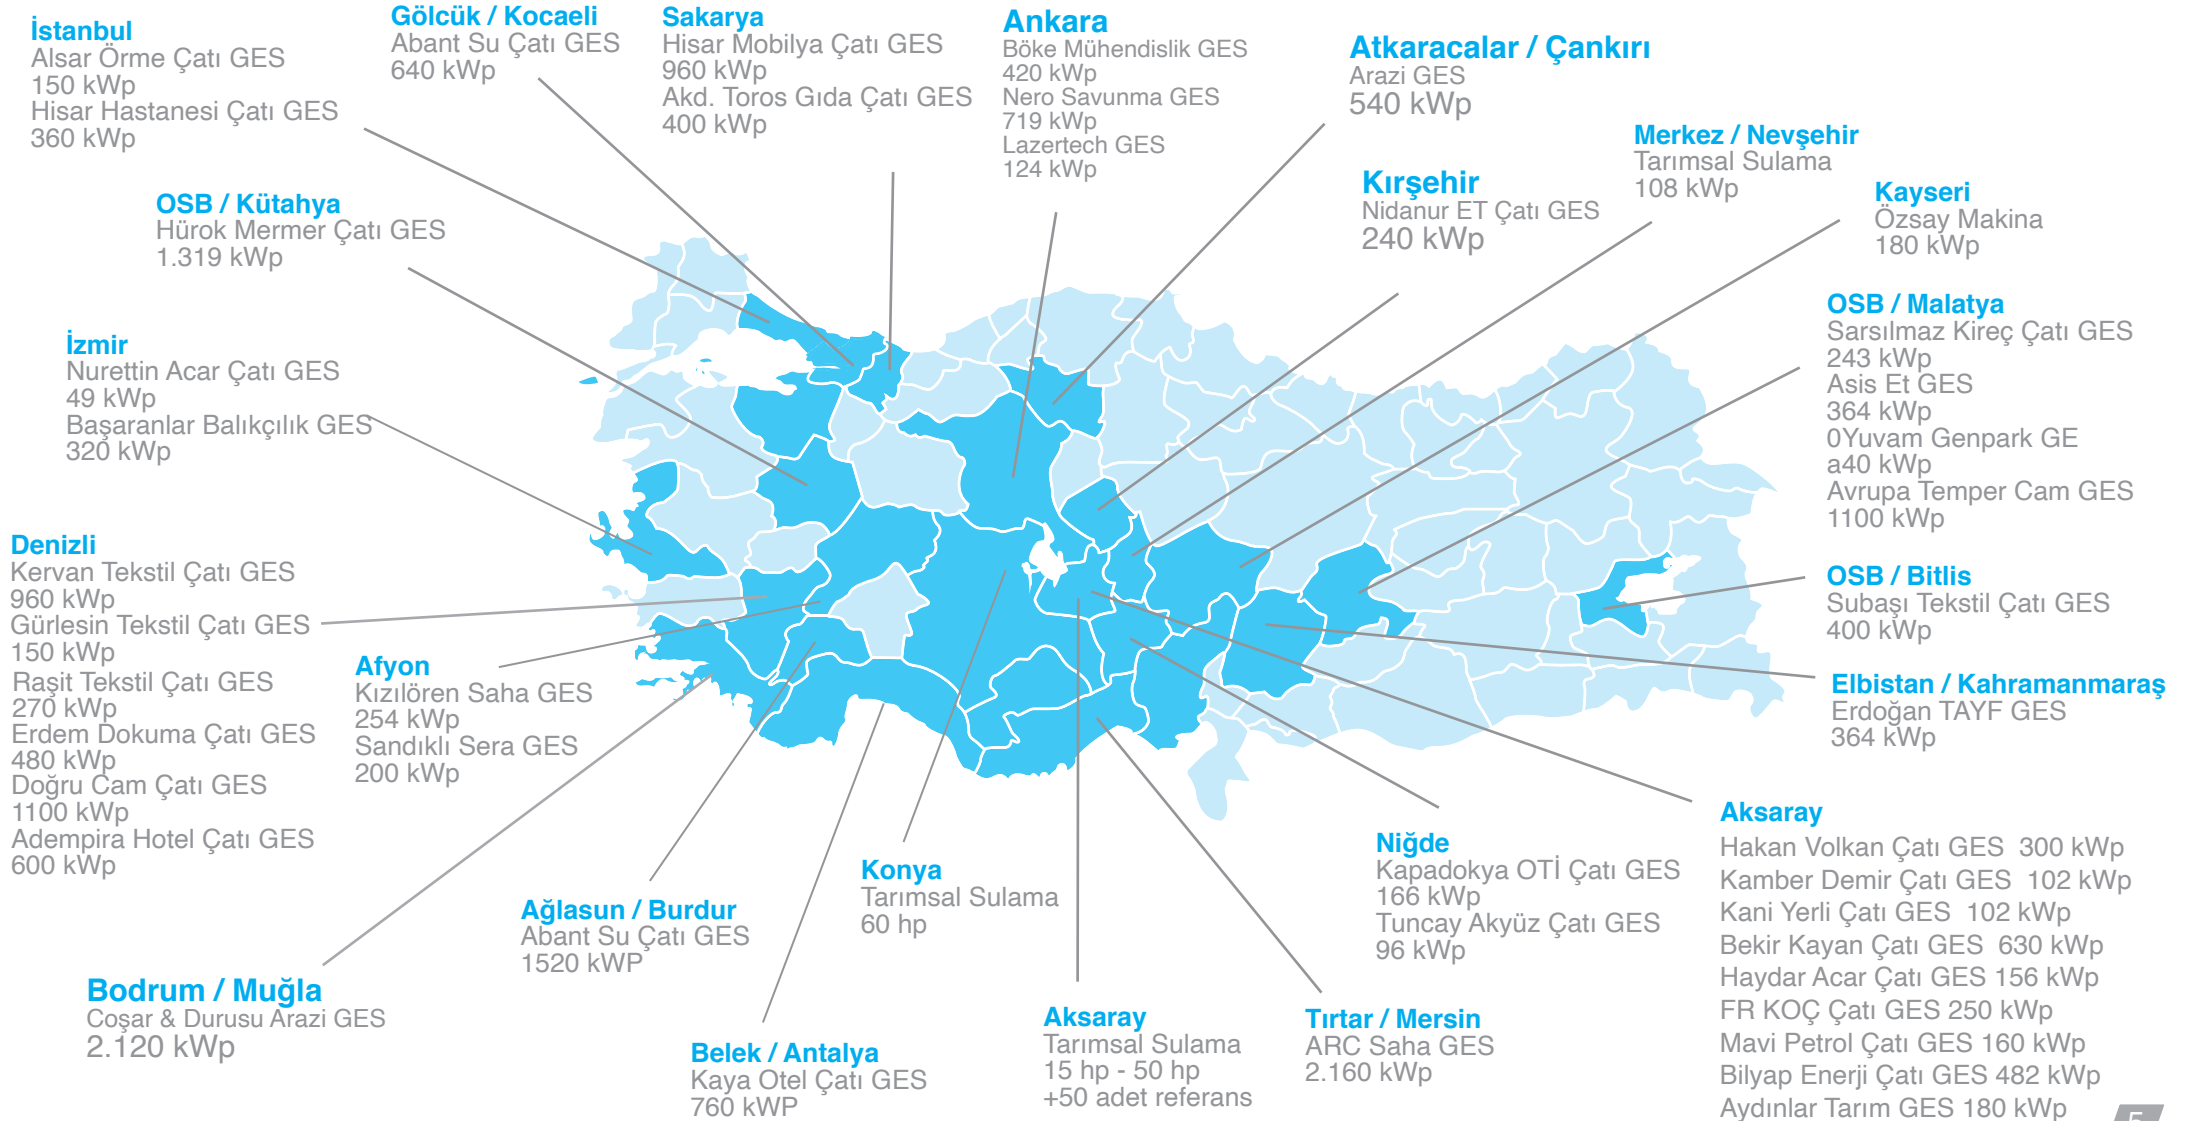 İstanbul
Alsar Örme Çatı GES
150 kWp
Hisar Hastanesi Çatı GES
360 kWp
Gölcük / Kocaeli
Abant Su Çatı GES
640 kWp
Sakarya
Hisar Mobilya Çatı GES
960 kWp
Akd. Toros Gıda Çatı GES
400 kWp
Ankara
Böke Mühendislik GES
420 kWp
Nero Savunma GES
719 kWp
Lazertech GES
124 kWp
Atkaracalar / Çankırı
Arazi GES
540 kWp
Merkez / Nevşehir
Tarımsal Sulama
108 kWp
Kırşehir
Nidanur ET Çatı GES
240 kWp
Kayseri
Özsay Makina
180 kWp
OSB / Kütahya
Hürok Mermer Çatı GES
1.319 kWp
OSB / Malatya
Sarsılmaz Kireç Çatı GES
243 kWp
Asis Et GES
364 kWp
0Yuvam Genpark GE
a40 kWp
Avrupa Temper Cam GES
1100 kWp
İzmir
Nurettin Acar Çatı GES
49 kWp
Başaranlar Balıkçılık GES
320 kWp
Denizli
Kervan Tekstil Çatı GES
960 kWp
Gürlesin Tekstil Çatı GES
150 kWp
Raşit Tekstil Çatı GES
270 kWp
Erdem Dokuma Çatı GES
480 kWp
Doğru Cam Çatı GES
1100 kWp
Adempira Hotel Çatı GES
600 kWp
OSB / Bitlis
Subaşı Tekstil Çatı GES
400 kWp
Afyon
Kızılören Saha GES
254 kWp
Sandıklı Sera GES
200 kWp
Elbistan / Kahramanmaraş
Erdoğan TAYF GES
364 kWp
Bodrum / Muğla
Coşar & Durusu Arazi GES
2.120 kWp
Ağlasun / Burdur
Abant Su Çatı GES
1520 kWP
Belek / Antalya
Kaya Otel Çatı GES
760 kWP
Konya
Tarımsal Sulama
60 hp
Aksaray
Tarımsal Sulama
15 hp - 50 hp
+50 adet referans
Tırtar / Mersin
ARC Saha GES
2.160 kWp
Niğde
Kapadokya OTİ Çatı GES
166 kWp
Tuncay Akyüz Çatı GES
96 kWp
Aksaray
Hakan Volkan Çatı GES 300 kWp
Kamber Demir Çatı GES 102 kWp
Kani Yerli Çatı GES 102 kWp
Bekir Kayan Çatı GES 630 kWp
Haydar Acar Çatı GES 156 kWp
FR KOÇ Çatı GES 250 kWp
Mavi Petrol Çatı GES 160 kWp
Bilyap Enerji Çatı GES 482 kWp
Aydınlar Tarım GES 180 kWp
5